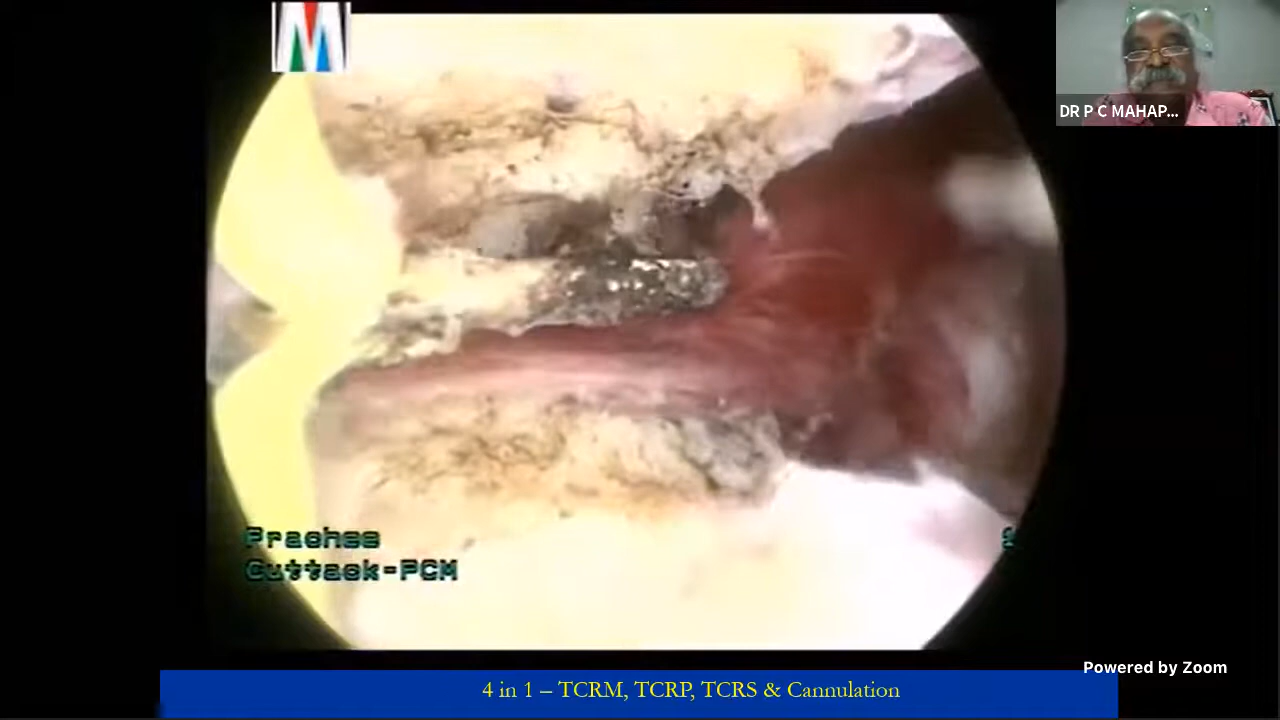 M
DR P C MAHAP...
Prachee
Cuttack-PCM
Powered by Zoom
4 in 1 – TCRM, TCRP, TCRS & Cannulation